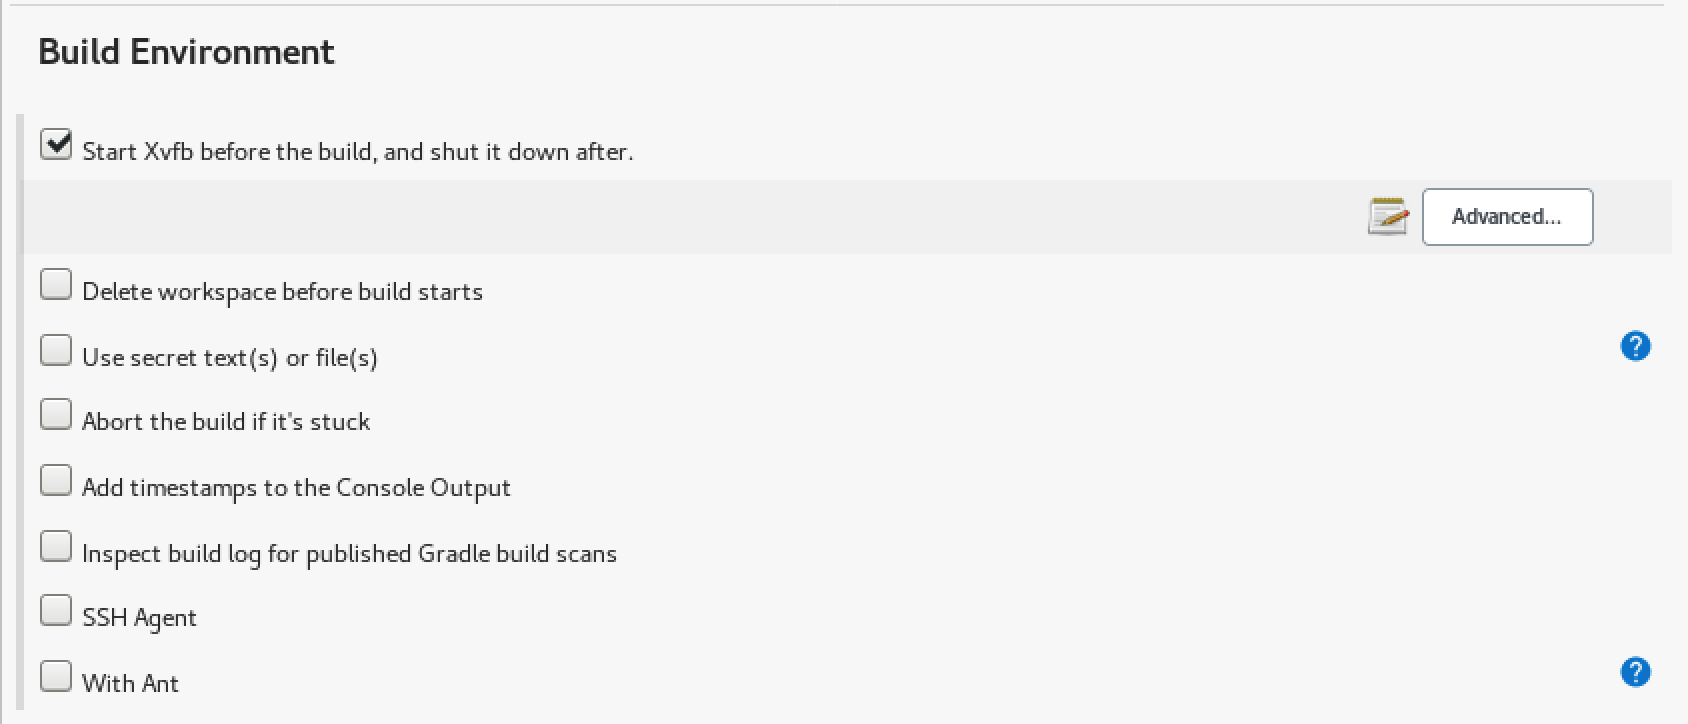 Build Environment
Start Xvfb before the build, and shut it down after.
Advanced...
Delete workspace before build starts
Use secret text(s) or file(s)
?
Abort the build if it's stuck
Add timestamps to the Console Output
Inspect build log for published Gradle build scans
SSH Agent
With Ant
?